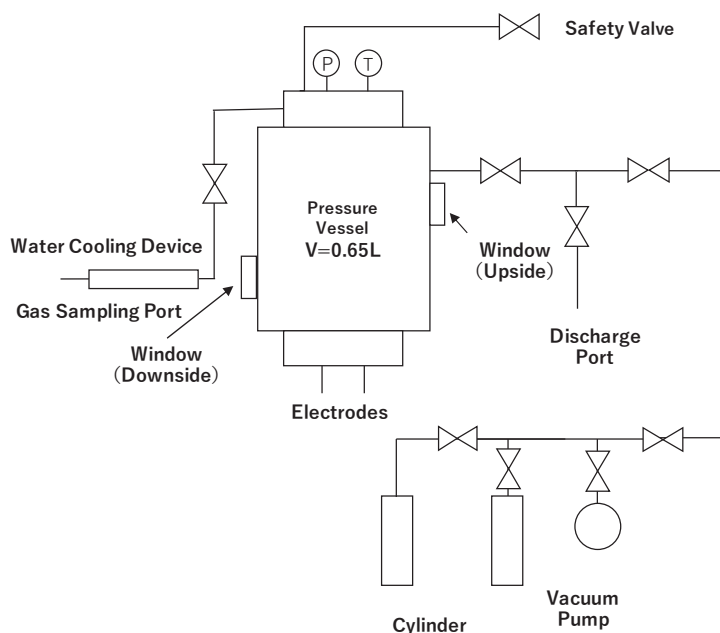 Safety Valve
P
T
Pressure
Vessel
V=0.65L
Water Cooling Device
Gas Sampling Port
Window
(Upside)
Window
(Downside)
Discharge
Port
Electrodes
Cylinder
Vacuum
Pump